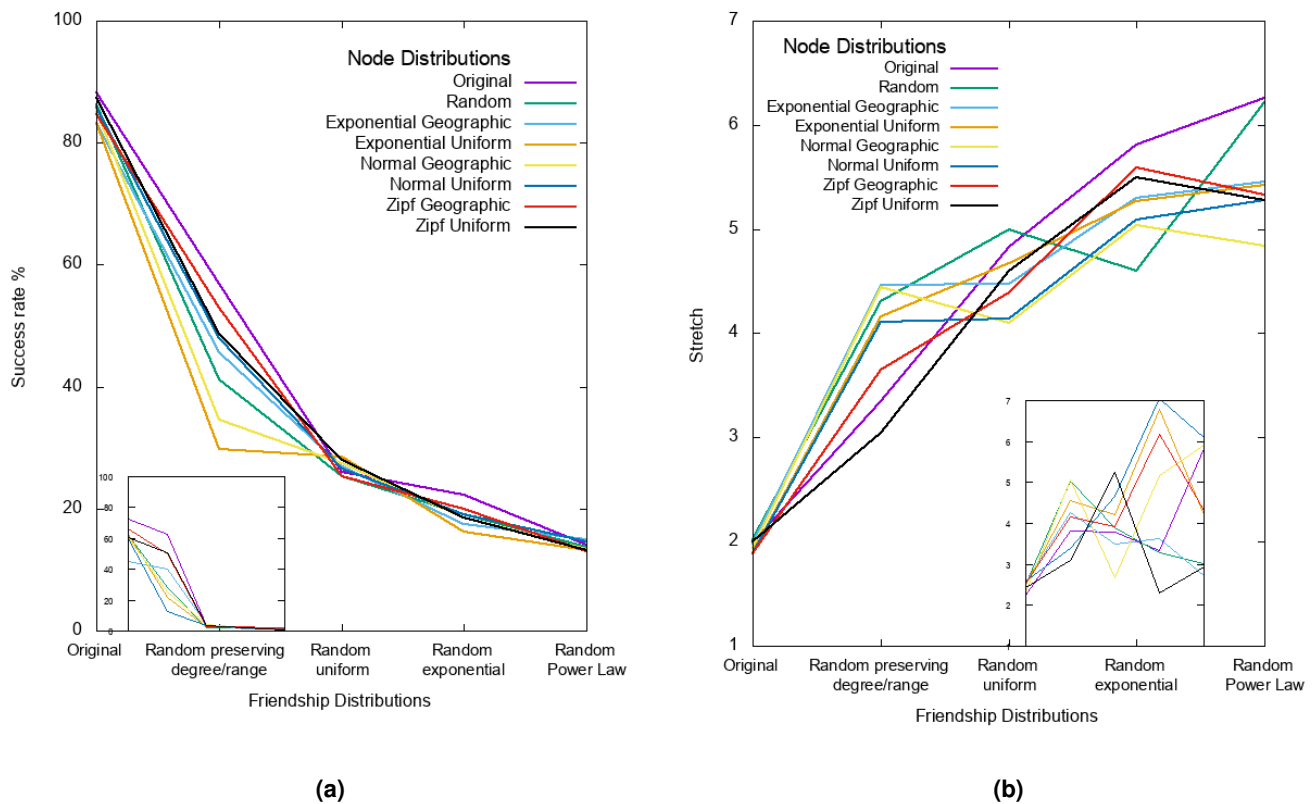 100
80
60
40
20
0
Success rate %
Node Distributions
Original
Random
Exponential Geographic
Exponential Uniform
Normal Geographic
Normal Uniform
Zipf Geographic
Zipf Uniform
100
80
60
40
20
0
Original
Random preserving
degree/range
Random
uniform
Random
exponential
Random
Power Law
Friendship Distributions
(a)
7
6
5
4
3
2
1
Stretch
Node Distributions
Original
Random
Exponential Geographic
Exponential Uniform
Normal Geographic
Normal Uniform
Zipf Geographic
Zipf Uniform
7
6
5
4
3
2
Original
Random preserving
degree/range
Random
uniform
Random
exponential
Random
Power Law
Friendship Distributions
(b)